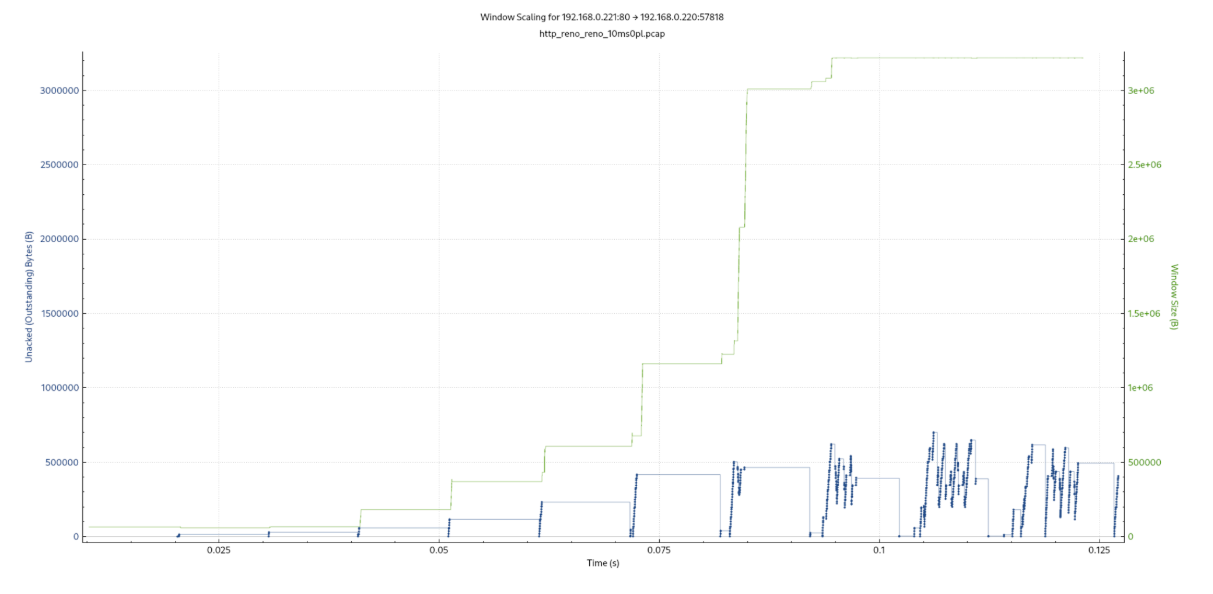 Window Scaling for 192.168.0.221:80 → 192.168.0.220:57818
http_reno_reno_10ms0pl.pcap
Unacked (Outstanding) Bytes (B)
3000000
2500000
2000000
1500000
1000000
500000
0
3e+06
2.5e+06
2e+06
1.5e+06
1e+06
500000
0
Window Size (B)
0.025
0.05
0.075
0.1
0.125
Time (s)